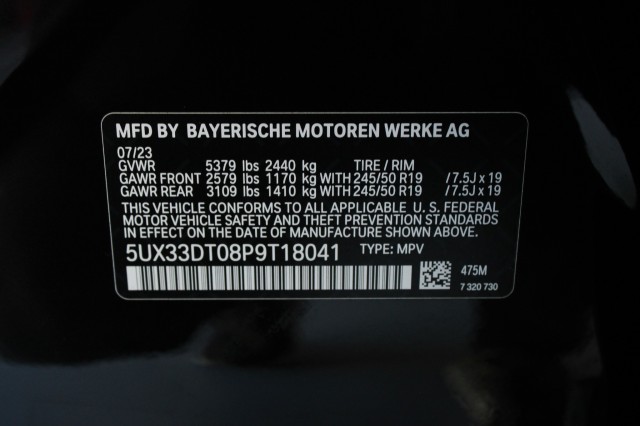 MFD BY BAYERISCHE MOTOREN WERKE AG
07/23
GVWR 5379 lbs 2440 kg TIRE / RIM
GAWR FRONT 2579 lbs 1170 kg WITH 245/50 R19 / 7.5J x 19
GAWR REAR 3109 lbs 1410 kg WITH 245/50 R19 / 7.5J x 19
THIS VEHICLE CONFORMS TO ALL APPLICABLE U. S. FEDERAL
MOTOR VEHICLE SAFETY AND THEFT PREVENTION STANDARDS
IN EFFECT ON THE DATE OF MANUFACTURE SHOWN ABOVE.
5UX33DT08P9T18041 TYPE: MPV
475M
7 320 730